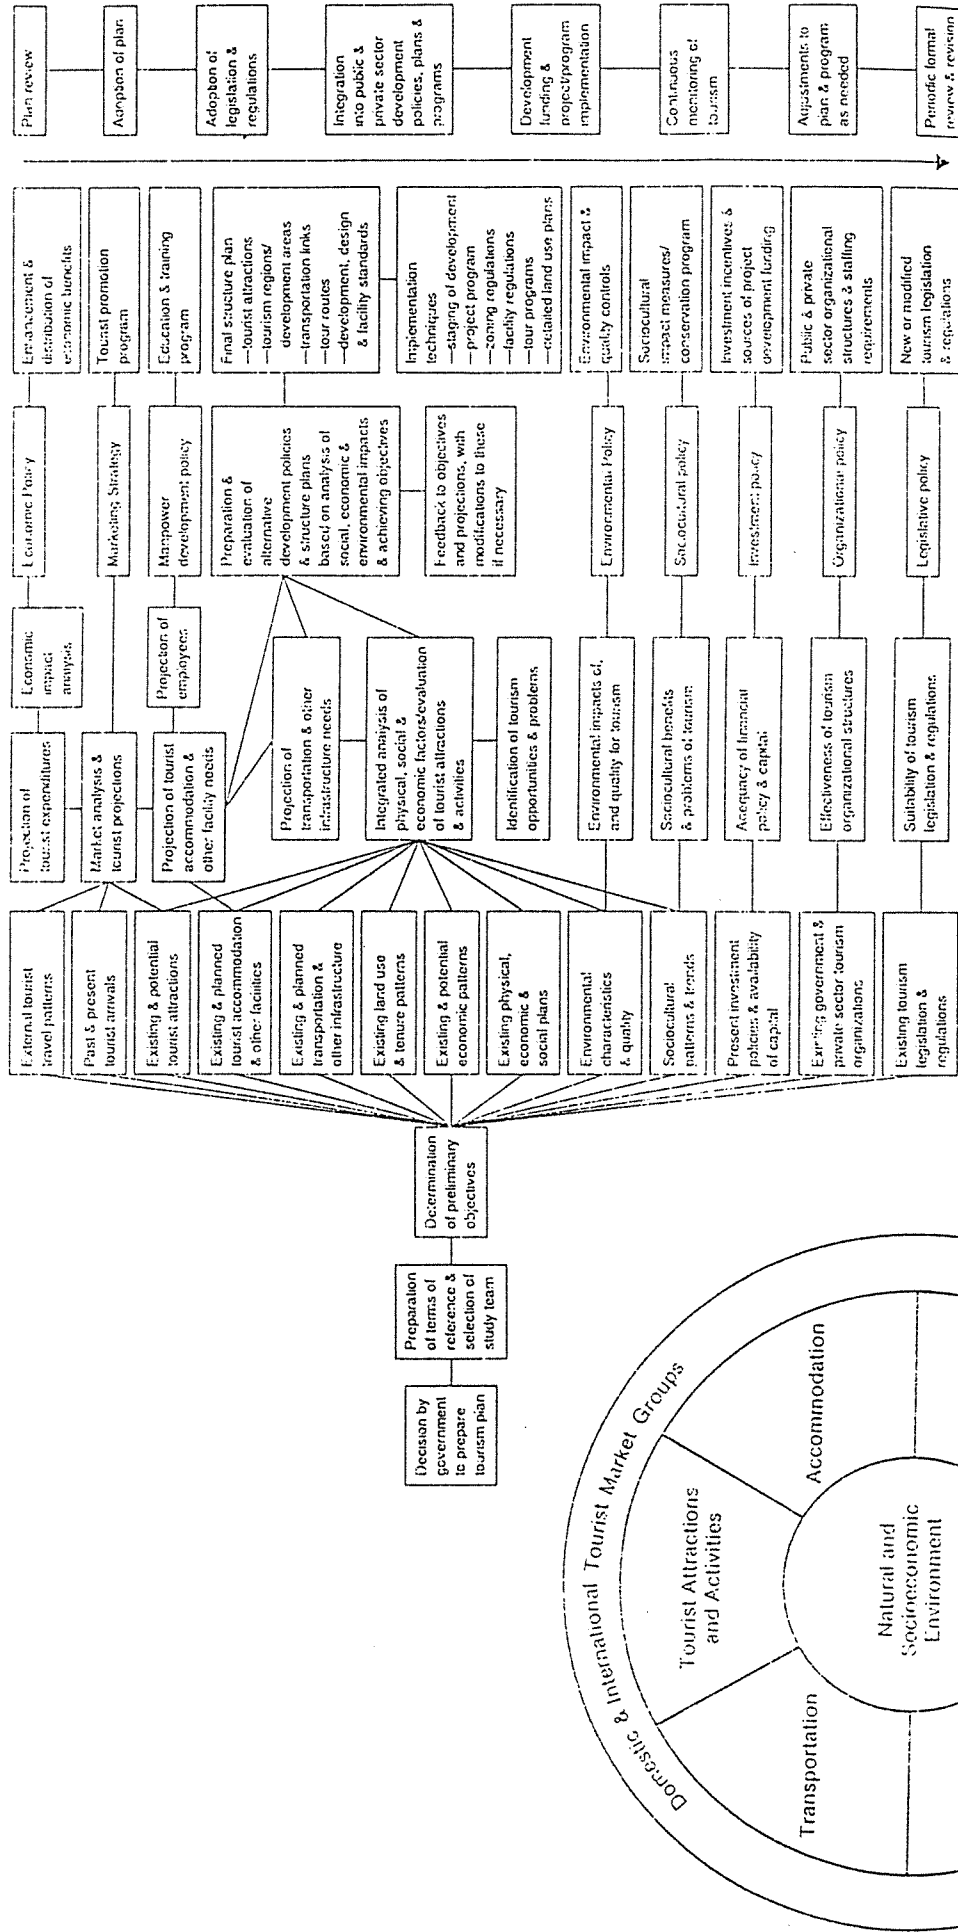 Decision by
government
to prepare
tourism plan
Preparation
of terms of
reference &
selection of
study team
Determination
of preliminary
objectives
External tourist
travel patterns
Past & present
tourist arrivals
Existing & potential
tourist attractions
Existing & planned
tourist accommodation
& other facilities
Existing & planned
transportation &
other infrastructure
Existing land use
& tenure patterns
Existing & potential
economic patterns
Existing physical,
economic &
social plans
Environmental
characteristics
& quality
Sociocultural
patterns & trends
Present investment
policies & availability
of capital
Existing government &
private sector tourism
organizations
Existing tourism
legislation &
regulations
Projection of
tourist expenditures
Market analysis &
tourist projections
Projection of tourist
accommodation &
other facility needs
Projection of
transportation & other
infrastructure needs
Integrated analysis of
physical, social &
economic factors/evaluation
of tourist attractions
& activities
Identification of tourism
opportunities & problems
Environmental impacts of,
and quality for tourism
Sociocultural benefits
& problems of tourism
Adequacy of financial
policy & capital
Effectiveness of tourism
organizational structures
Suitability of tourism
legislation & regulations
Economic
impact
analysis
Projection of
employees
Economic Policy
Marketing Strategy
Manpower
development policy
Preparation &
evaluation of
alternative
development policies
& structure plans
based on analysis of
social, economic &
environmental impacts
& achieving objectives
Feedback to objectives
and projections, with
modifications to these
if necessary
Environmental Policy
Sociocultural policy
Investment policy
Organizational policy
Legislative policy
Enhancement &
distribution of
economic benefits
Tourist promotion
program
Education & training
program
Final structure plan
—tourist attractions
—tourism regions/
development areas
—transportation links
—tour routes
—development, design
& facility standards
Implementation
techniques
—staging of development
—project program
—zoning regulations
—facility regulations
—tour programs
—detailed land use plans
Environmental impact &
quality controls
Sociocultural
impact measures/
conservation program
Investment incentives &
sources of project
development funding
Public & private
sector organizational
structures & staffing
requirements
New or modified
tourism legislation
& regulations
Plan review
Adoption of plan
Adoption of
legislation &
regulations
Integration
into public &
private sector
development
policies, plans &
programs
Development
funding &
project/program
implementation
Continuous
monitoring of
tourism
Adjustments to
plan & program
as needed
Periodic formal
review & revision
Domestic & International Tourist Market Groups
Transportation
Tourist Attractions
and Activities
Accommodation
Natural and
Socioeconomic
Environment